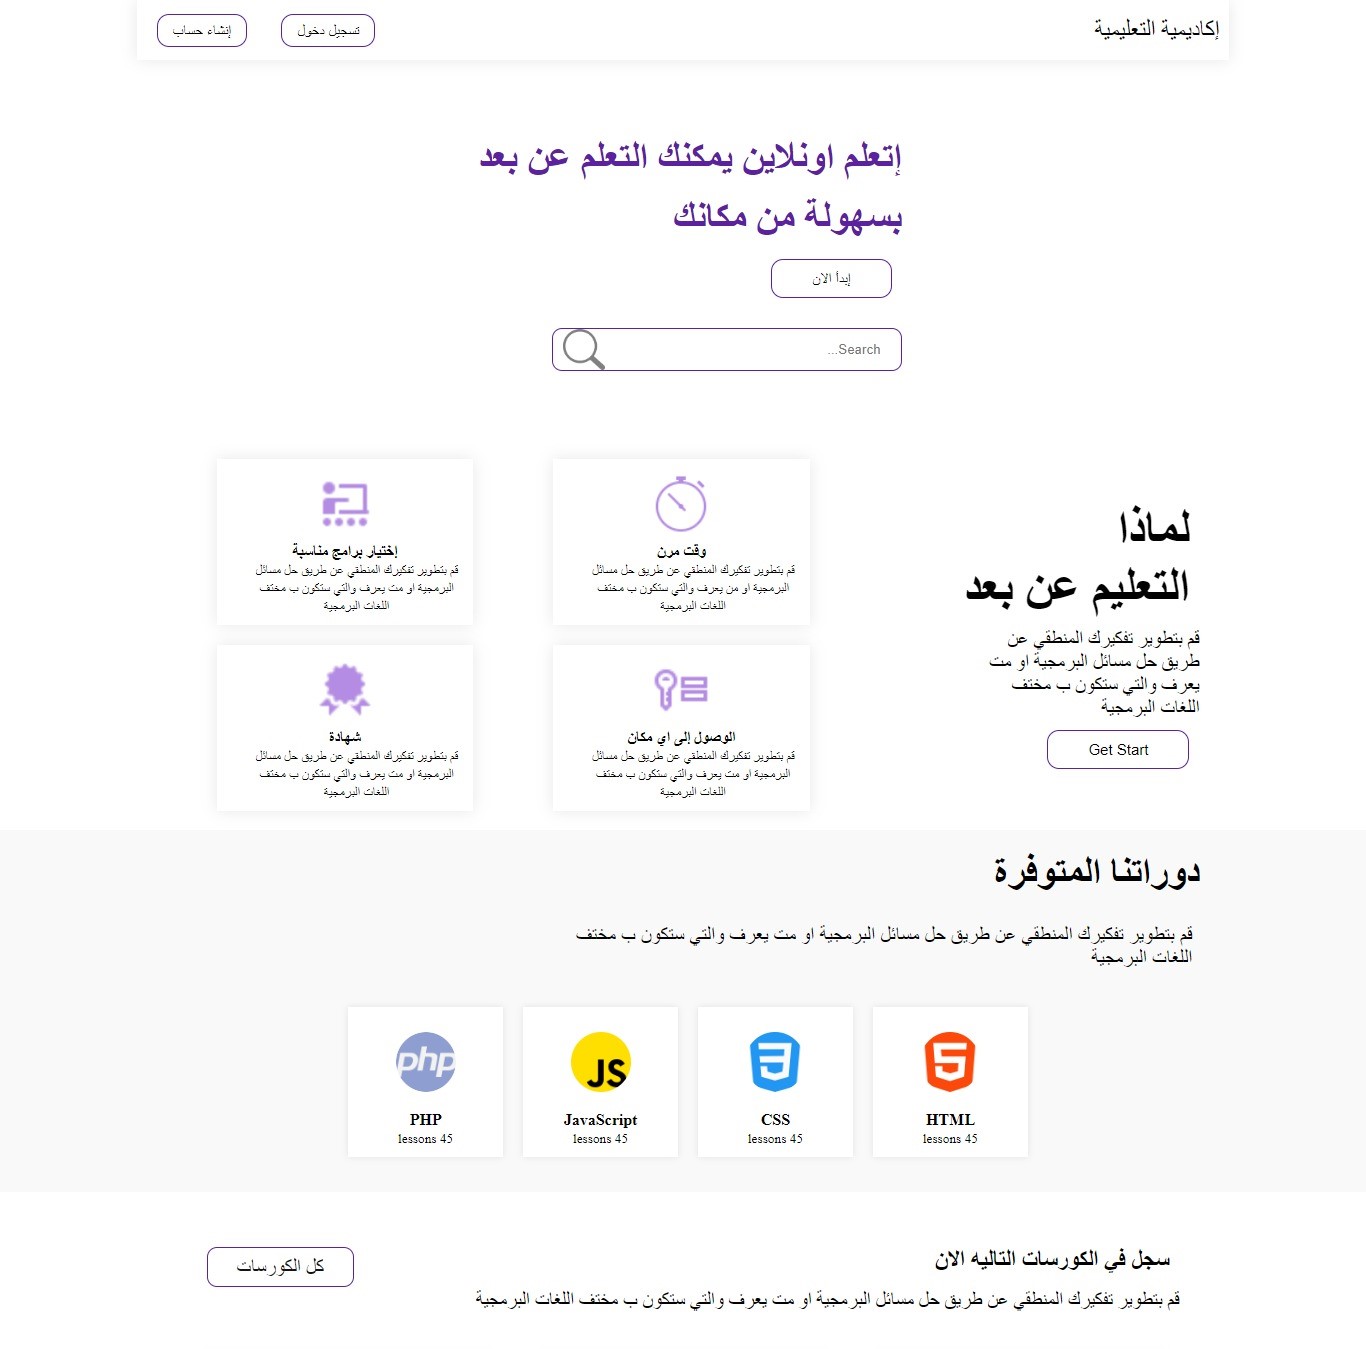 إكاديمية التعليمية
تسجيل دخول
إنشاء حساب
إتعلم اونلاين يمكنك التعلم عن بعد
بسهولة من مكانك
إبدأ الان
Search...
لماذا
التعليم عن بعد
قم بتطوير تفكيرك المنطقي عن
طريق حل مسائل البرمجية او مت
يعرف والتي ستكون ب مختف
اللغات البرمجية
Get Start
وقت مرن
قم بتطوير تفكيرك المنطقي عن طريق حل مسائل
البرمجية او من يعرف والتي ستكون ب مختف
اللغات البرمجية
إختيار برامج مناسبة
قم بتطوير تفكيرك المنطقي عن طريق حل مسائل
البرمجية او مت يعرف والتي ستكون ب مختف
اللغات البرمجية
الوصول إلى اي مكان
قم بتطوير تفكيرك المنطقي عن طريق حل مسائل
البرمجية او مت يعرف والتي ستكون ب مختف
اللغات البرمجية
شهادة
قم بتطوير تفكيرك المنطقي عن طريق حل مسائل
البرمجية او مت يعرف والتي ستكون ب مختف
اللغات البرمجية
دوراتنا المتوفرة
قم بتطوير تفكيرك المنطقي عن طريق حل مسائل البرمجية او مت يعرف والتي ستكون ب مختف
اللغات البرمجية
HTML
lessons 45
CSS
lessons 45
JS
JavaScript
lessons 45
php
PHP
lessons 45
سجل في الكورسات التاليه الان
قم بتطوير تفكيرك المنطقي عن طريق حل مسائل البرمجية او مت يعرف والتي ستكون ب مختف اللغات البرمجية
كل الكورسات